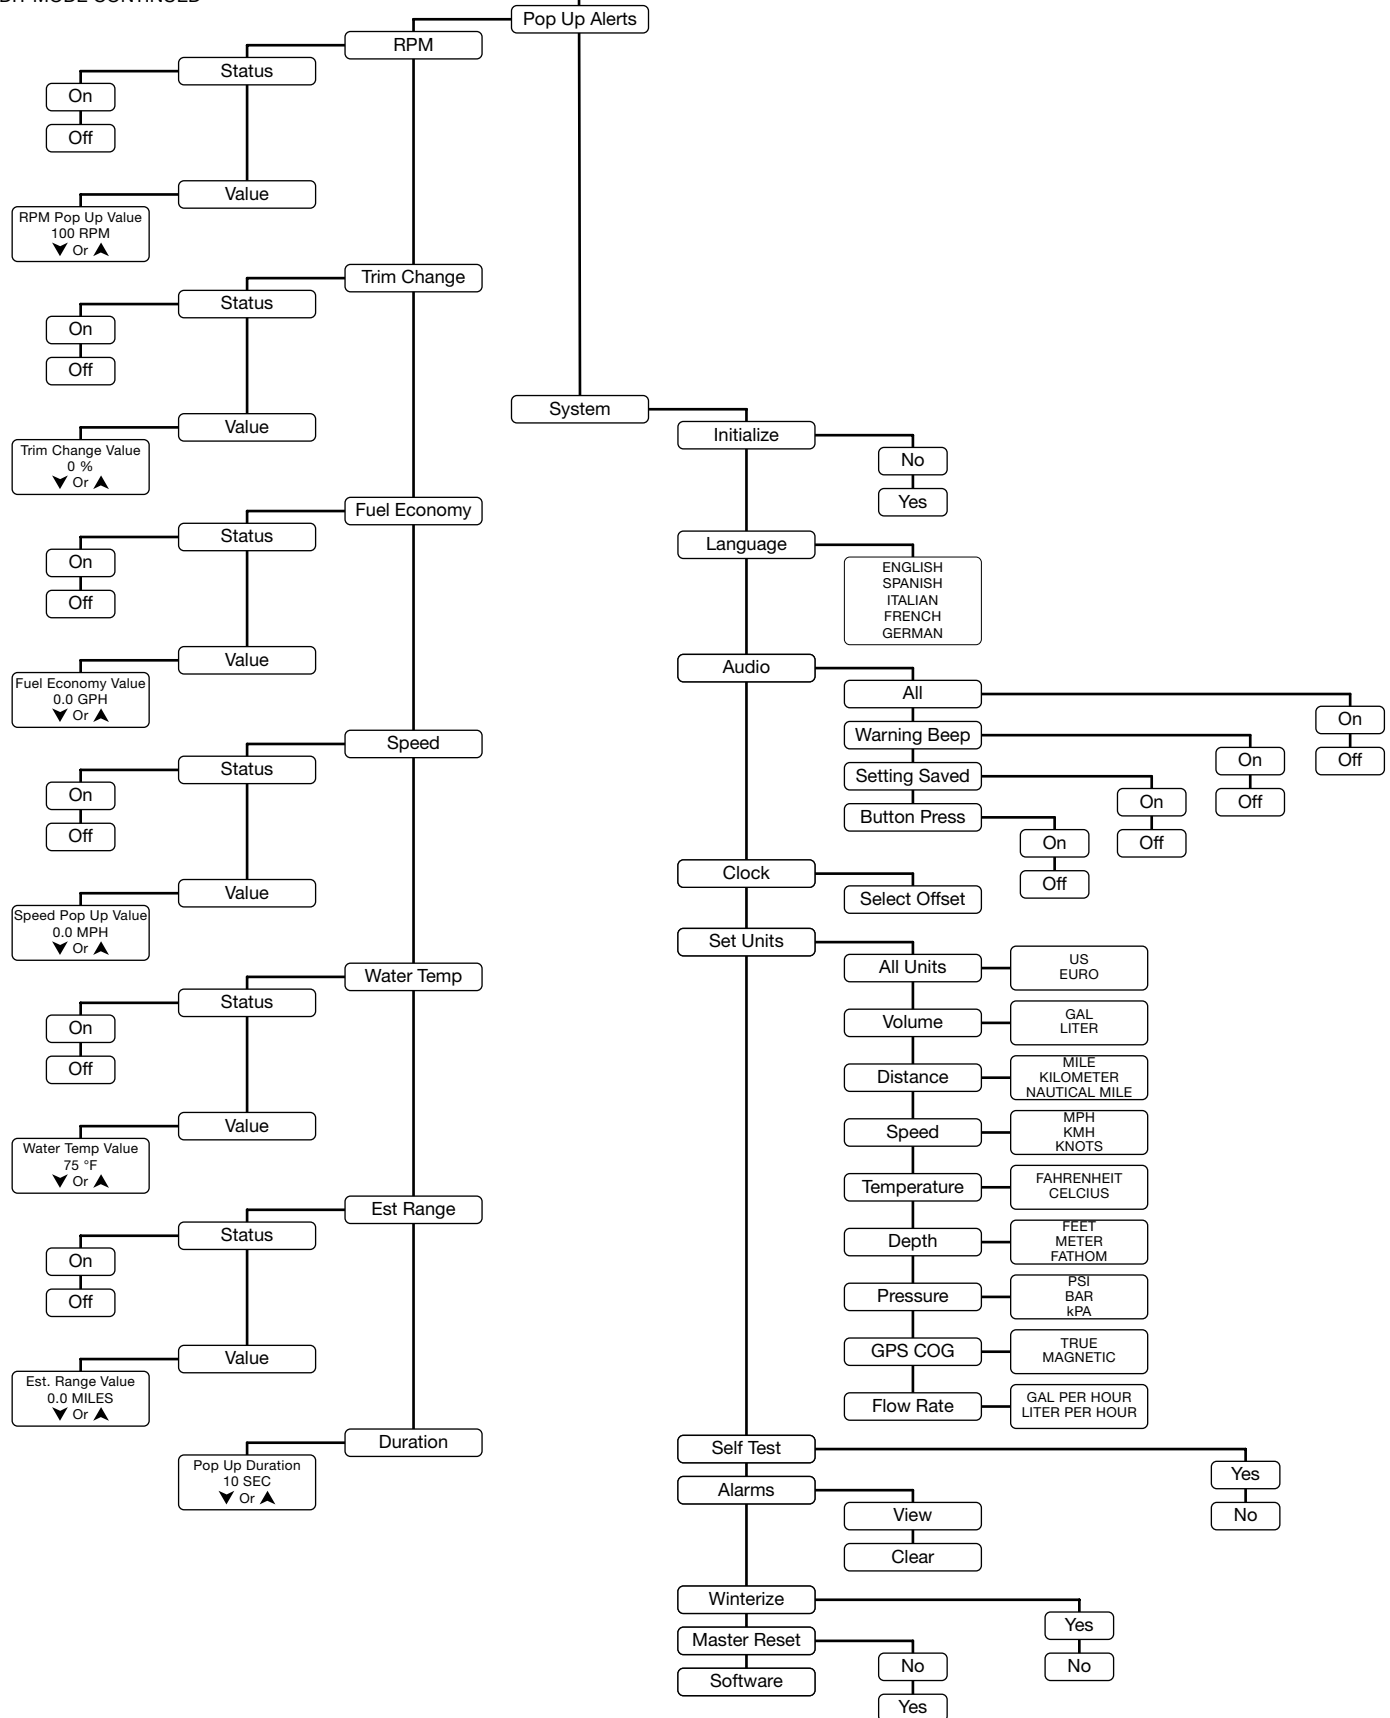 Pop Up Alerts
RPM
Status
On
Off
Value
RPM Pop Up Value
100 RPM
Or
Trim Change
Status
On
Off
Value
Trim Change Value
0 %
Or
Fuel Economy
Status
On
Off
Value
Fuel Economy Value
0.0 GPH
Or
Speed
Status
On
Off
Value
Speed Pop Up Value
0.0 MPH
Or
Water Temp
Status
On
Off
Value
Water Temp Value
75 °F
Or
Est Range
Status
On
Off
Value
Est. Range Value
0.0 MILES
Or
Duration
Pop Up Duration
10 SEC
Or
System
Initialize
No
Yes
Language
ENGLISH
SPANISH
ITALIAN
FRENCH
GERMAN
Audio
All
On
Off
Warning Beep
On
Off
Setting Saved
On
Off
Button Press
On
Off
Clock
Select Offset
Set Units
All Units
US
EURO
Volume
GAL
LITER
Distance
MILE
KILOMETER
NAUTICAL MILE
Speed
MPH
KMH
KNOTS
Temperature
FAHRENHEIT
CELCIUS
Depth
FEET
METER
FATHOM
Pressure
PSI
BAR
kPA
GPS COG
TRUE
MAGNETIC
Flow Rate
GAL PER HOUR
LITER PER HOUR
Self Test
Yes
No
Alarms
View
Clear
Winterize
Yes
No
Master Reset
No
Yes
Software